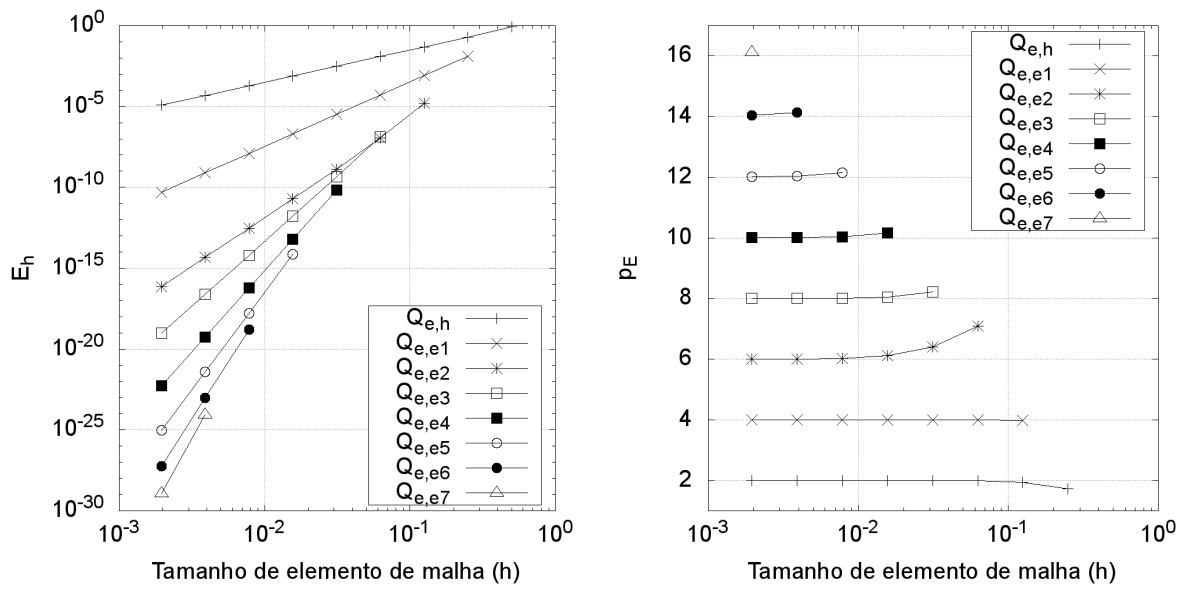 10^0
10^-5
10^-10
10^-15
10^-20
10^-25
10^-30
E_h
Q_e,h
Q_e,e1
Q_e,e2
Q_e,e3
Q_e,e4
Q_e,e5
Q_e,e6
Q_e,e7
10^-3
10^-2
10^-1
10^0
Tamanho de elemento de malha (h)
16
14
12
10
8
6
4
2
p_E
Q_e,h
Q_e,e1
Q_e,e2
Q_e,e3
Q_e,e4
Q_e,e5
Q_e,e6
Q_e,e7
10^-3
10^-2
10^-1
10^0
Tamanho de elemento de malha (h)